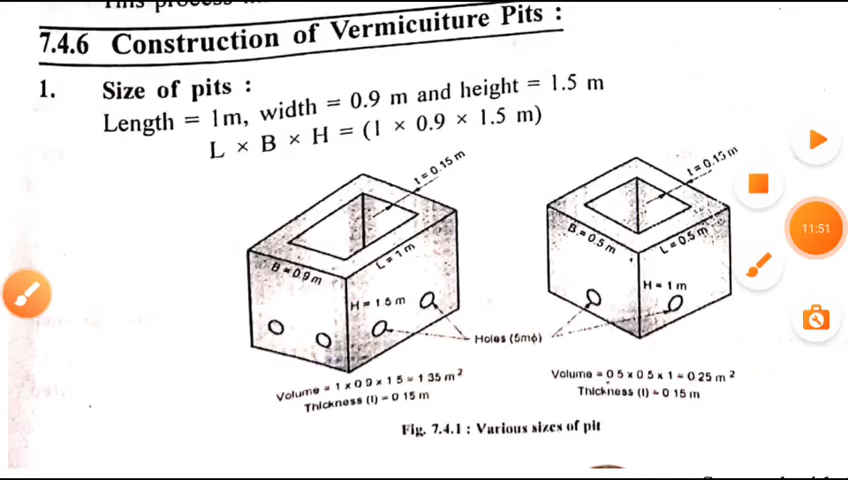 7.4.6 Construction of Vermicuiture Pits :
1. Size of pits :
Length = 1m, width = 0.9 m and height = 1.5 m
L × B × H = (1 × 0.9 × 1.5 m)
t = 0.15 m
t = 0.15 m
B = 0.9 m
L = 1 m
H = 1 5 m
B = 0.5 m
L = 0.5 m
H = 1 m
11:51
Holes (5mϕ)
Volume = 1 x 0 9 x 1 5 = 1 35 m²
Thickness (l) = 0 15 m
Volume = 0 5 x 0 5 x 1 = 0 25 m²
Thickness (l) = 0 15 m
Fig. 7.4.1 : Various sizes of pit